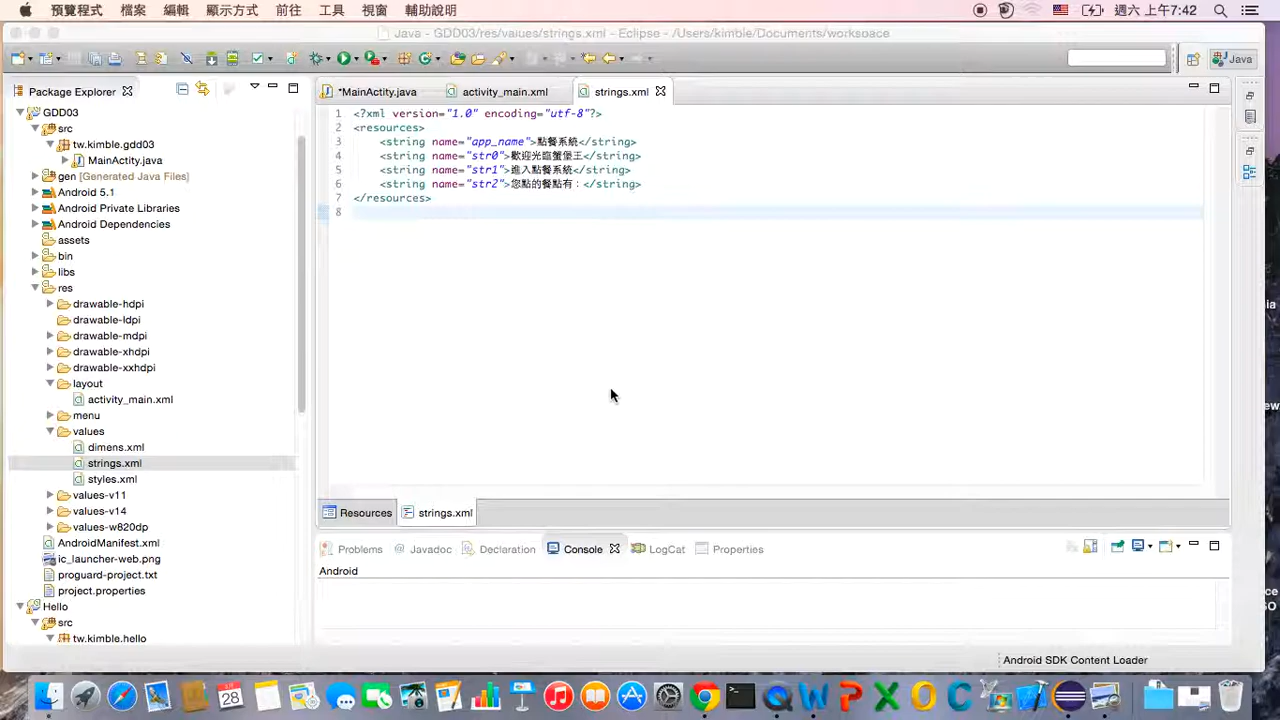 預覽程式 檔案 編輯 顯示方式 前往 工具 視窗 輔助說明 週六 上午7:42
Java - GDD03/res/values/strings.xml - Eclipse - /Users/kimble/Documents/workspace
Java
Package Explorer
*MainActity.java activity_main.xml strings.xml
GDD03
src
tw.kimble.gdd03
MainActity.java
gen [Generated Java Files]
Android 5.1
Android Private Libraries
Android Dependencies
assets
bin
libs
res
drawable-hdpi
drawable-ldpi
drawable-mdpi
drawable-xhdpi
drawable-xxhdpi
layout
activity_main.xml
menu
values
dimens.xml
strings.xml
styles.xml
values-v11
values-v14
values-w820dp
AndroidManifest.xml
ic_launcher-web.png
proguard-project.txt
project.properties
Hello
src
tw.kimble.hello
1 <?xml version="1.0" encoding="utf-8"?>
2 <resources>
3 <string name="app_name">點餐系統</string>
4 <string name="str0">歡迎光臨蟹堡王</string>
5 <string name="str1">進入點餐系統</string>
6 <string name="str2">您點的餐點有：</string>
7 </resources>
8
Resources strings.xml
Problems Javadoc Declaration Console LogCat Properties
Android
Android SDK Content Loader
28